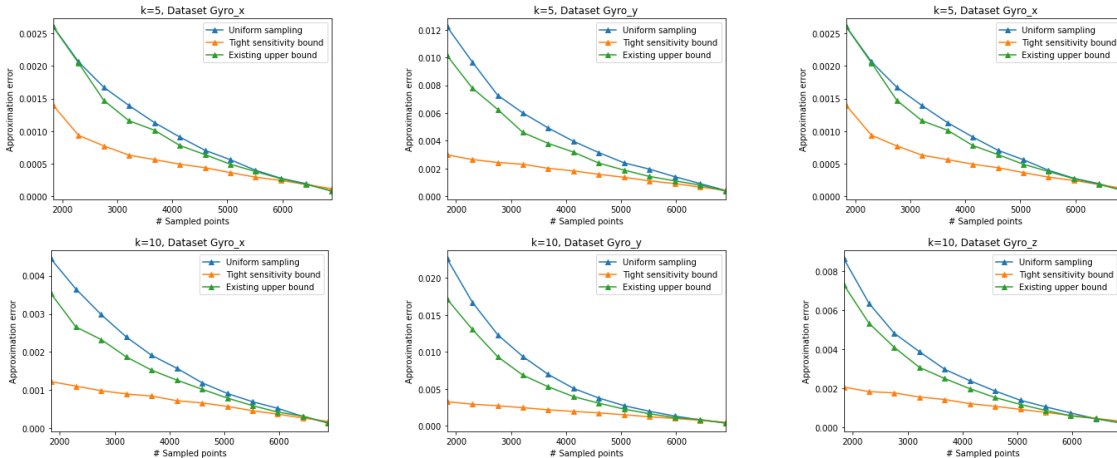 k=5, Dataset Gyro_x
Approximation error
0.0025
0.0020
0.0015
0.0010
0.0005
0.0000
Uniform sampling
Tight sensitivity bound
Existing upper bound
2000 3000 4000 5000 6000
# Sampled points
k=5, Dataset Gyro_y
Approximation error
0.012
0.010
0.008
0.006
0.004
0.002
0.000
Uniform sampling
Tight sensitivity bound
Existing upper bound
2000 3000 4000 5000 6000
# Sampled points
k=5, Dataset Gyro_x
Approximation error
0.0025
0.0020
0.0015
0.0010
0.0005
0.0000
Uniform sampling
Tight sensitivity bound
Existing upper bound
2000 3000 4000 5000 6000
# Sampled points
k=10, Dataset Gyro_x
Approximation error
0.004
0.003
0.002
0.001
0.000
Uniform sampling
Tight sensitivity bound
Existing upper bound
2000 3000 4000 5000 6000
# Sampled points
k=10, Dataset Gyro_y
Approximation error
0.020
0.015
0.010
0.005
0.000
Uniform sampling
Tight sensitivity bound
Existing upper bound
2000 3000 4000 5000 6000
# Sampled points
k=10, Dataset Gyro_z
Approximation error
0.008
0.006
0.004
0.002
0.000
Uniform sampling
Tight sensitivity bound
Existing upper bound
2000 3000 4000 5000 6000
# Sampled points